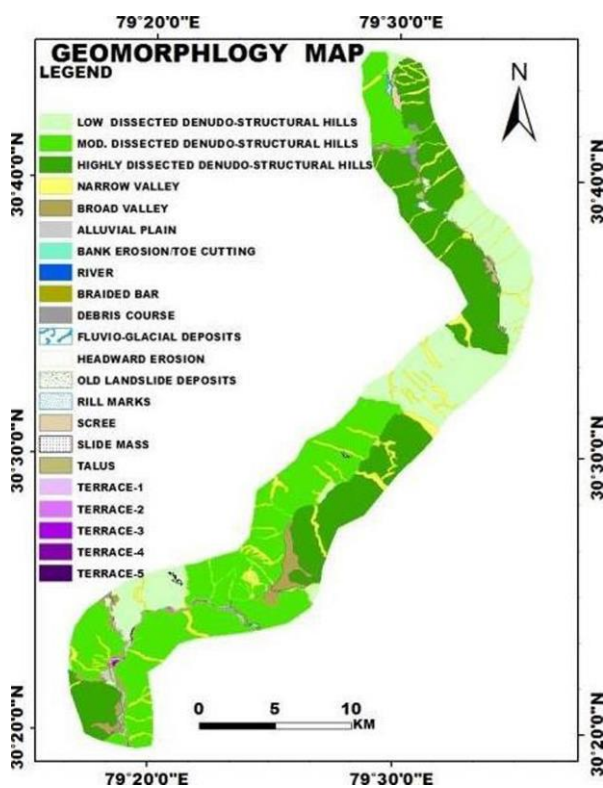 79°20'0"E 79°30'0"E
GEOMORPHLOGY MAP
LEGEND
N
LOW DISSECTED DENUDO-STRUCTURAL HILLS
MOD. DISSECTED DENUDO-STRUCTURAL HILLS
HIGHLY DISSECTED DENUDO-STRUCTURAL HILLS
NARROW VALLEY
BROAD VALLEY
ALLUVIAL PLAIN
BANK EROSION/TOE CUTTING
RIVER
BRAIDED BAR
DEBRIS COURSE
FLUVIO-GLACIAL DEPOSITS
HEADWARD EROSION
OLD LANDSLIDE DEPOSITS
RILL MARKS
SCREE
SLIDE MASS
TALUS
TERRACE-1
TERRACE-2
TERRACE-3
TERRACE-4
TERRACE-5
30°40'0"N
30°40'0"N
30°30'0"N
30°30'0"N
30°20'0"N
30°20'0"N
0 5 10
KM
79°20'0"E 79°30'0"E